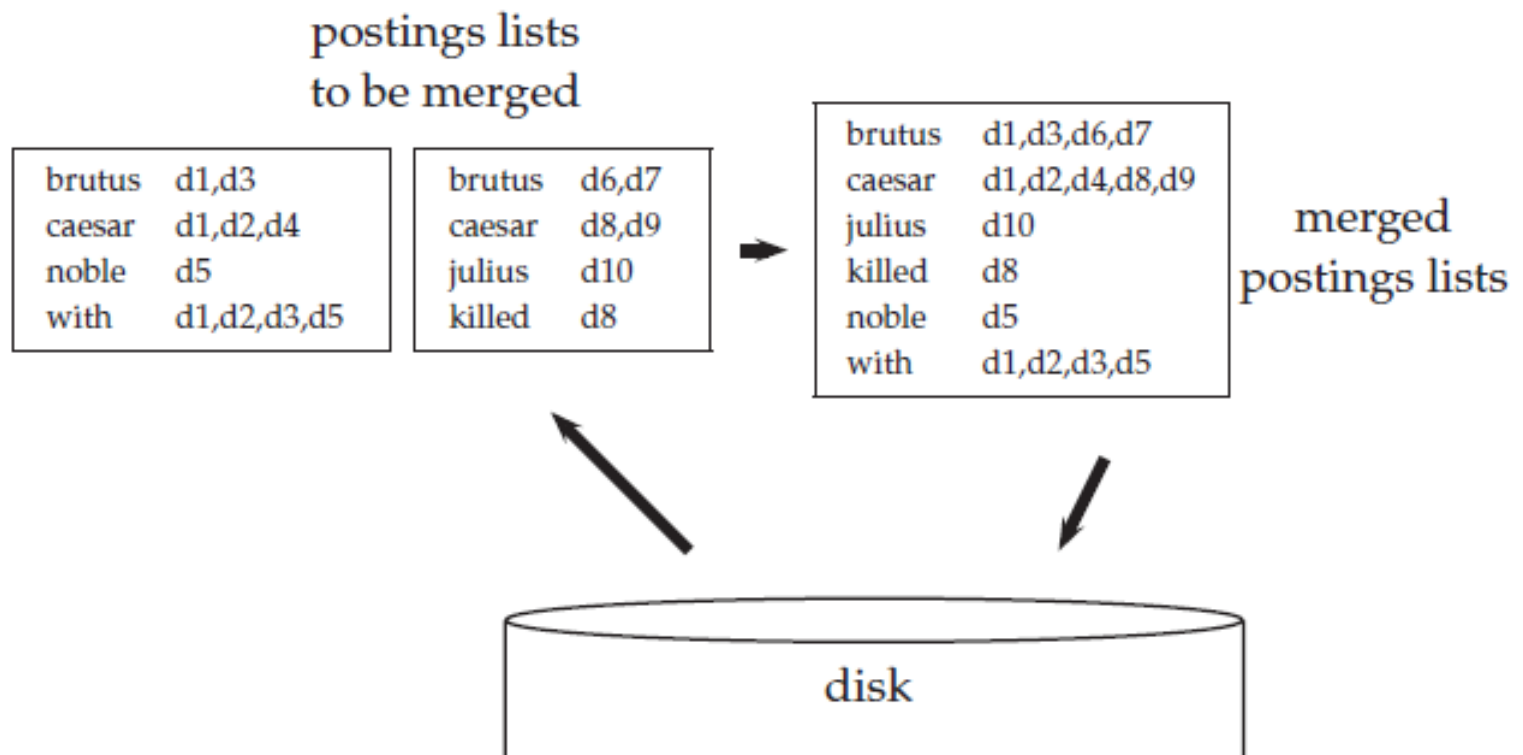 postings lists
to be merged
brutus d1,d3
caesar d1,d2,d4
noble d5
with d1,d2,d3,d5
brutus d6,d7
caesar d8,d9
julius d10
killed d8
brutus d1,d3,d6,d7
caesar d1,d2,d4,d8,d9
julius d10
killed d8
noble d5
with d1,d2,d3,d5
merged
postings lists
disk